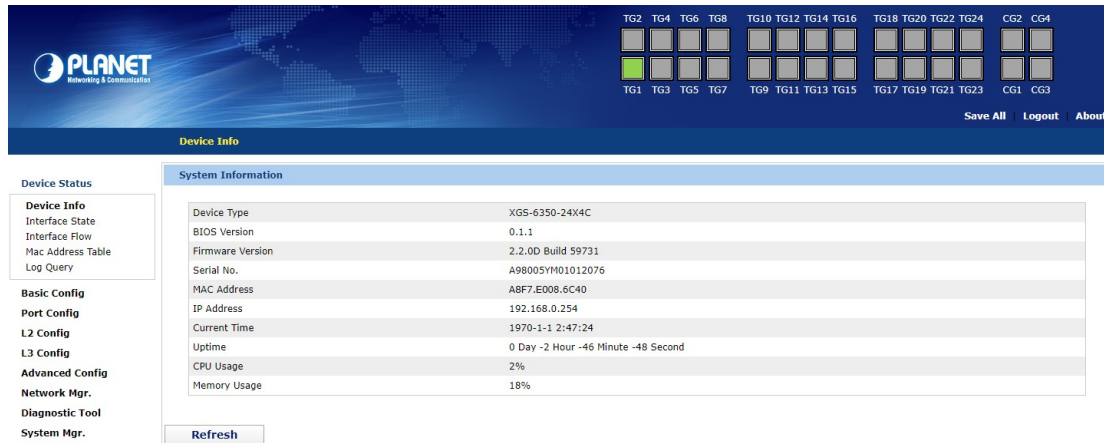 TG2 TG4 TG6 TG8 TG10 TG12 TG14 TG16 TG18 TG20 TG22 TG24 CG2 CG4
PLANET
Networking & Communication
TG1 TG3 TG5 TG7 TG9 TG11 TG13 TG15 TG17 TG19 TG21 TG23 CG1 CG3
Save All Logout About
Device Info
Device Status
Device Info
Interface State
Interface Flow
Mac Address Table
Log Query
Basic Config
Port Config
L2 Config
L3 Config
Advanced Config
Network Mgr.
Diagnostic Tool
System Mgr.
System Information
Device Type XGS-6350-24X4C
BIOS Version 0.1.1
Firmware Version 2.2.0D Build 59731
Serial No. A98005YM01012076
MAC Address A8F7.E008.6C40
IP Address 192.168.0.254
Current Time 1970-1-1 2:47:24
Uptime 0 Day -2 Hour -46 Minute -48 Second
CPU Usage 2%
Memory Usage 18%
Refresh